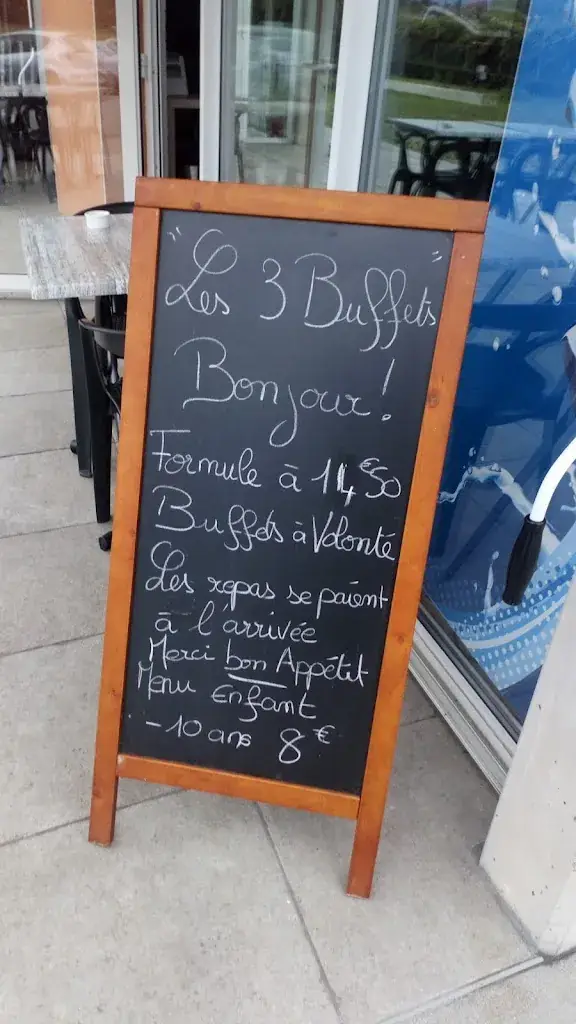 "Les 3 Buffets"
Bonjour!
Formule à 14€50
Buffets à Volonté
Les repas se paient
à l'arrivée
Merci bon Appétit
Menu Enfant
-10 ans 8€